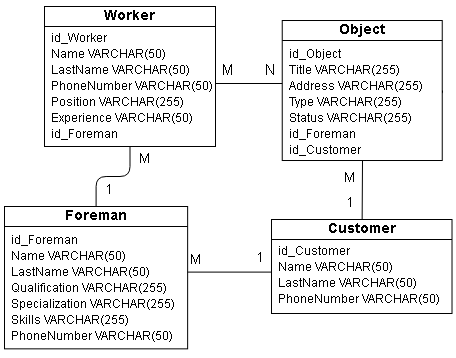 Worker
id_Worker
Name VARCHAR(50)
LastName VARCHAR(50)
PhoneNumber VARCHAR(50)
Position VARCHAR(255)
Experience VARCHAR(50)
id_Foreman
M
N
Object
id_Object
Title VARCHAR(255)
Address VARCHAR(255)
Type VARCHAR(255)
Status VARCHAR(255)
id_Foreman
id_Customer
M
1
M
1
Foreman
id_Foreman
Name VARCHAR(50)
LastName VARCHAR(50)
Qualification VARCHAR(255)
Specialization VARCHAR(255)
Skills VARCHAR(255)
PhoneNumber VARCHAR(50)
M
1
Customer
id_Customer
Name VARCHAR(50)
LastName VARCHAR(50)
PhoneNumber VARCHAR(50)